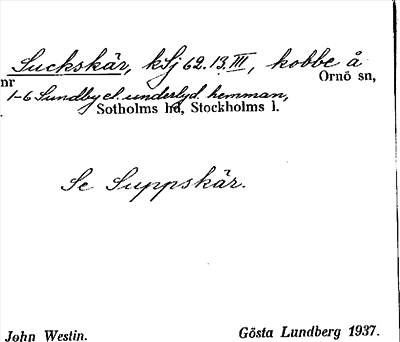 Suckskär, kSj 62.13.III, kobbe å
nr Ornö sn,
1-6 Sundby el. underlyd. hemman,
Sotholms hd, Stockholms l.
Se Suppskär.
John Westin. Gösta Lundberg 1937.